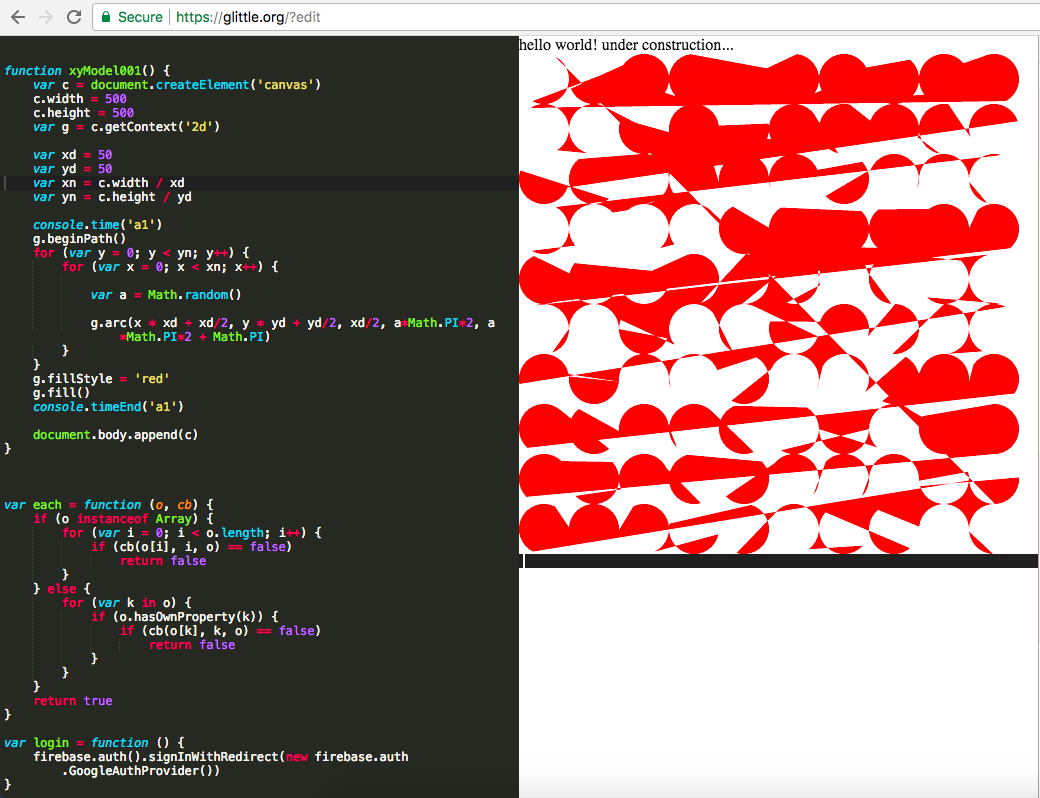 Secure https://glittle.org/?edit
hello world! under construction...
function xyModel001() {
    var c = document.createElement('canvas')
    c.width = 500
    c.height = 500
    var g = c.getContext('2d')
    var xd = 50
    var yd = 50
    var xn = c.width / xd
    var yn = c.height / yd
    console.time('a1')
    g.beginPath()
    for (var y = 0; y < yn; y++) {
        for (var x = 0; x < xn; x++) {
            var a = Math.random()
            g.arc(x * xd + xd/2, y * yd + yd/2, xd/2, a*Math.PI*2, a
                *Math.PI*2 + Math.PI)
        }
    }
    g.fillStyle = 'red'
    g.fill()
    console.timeEnd('a1')
    document.body.append(c)
}
var each = function (o, cb) {
    if (o instanceof Array) {
        for (var i = 0; i < o.length; i++) {
            if (cb(o[i], i, o) == false)
                return false
        }
    } else {
        for (var k in o) {
            if (o.hasOwnProperty(k)) {
                if (cb(o[k], k, o) == false)
                    return false
            }
        }
    }
    return true
}
var login = function () {
    firebase.auth().signInWithRedirect(new firebase.auth
        .GoogleAuthProvider())
}